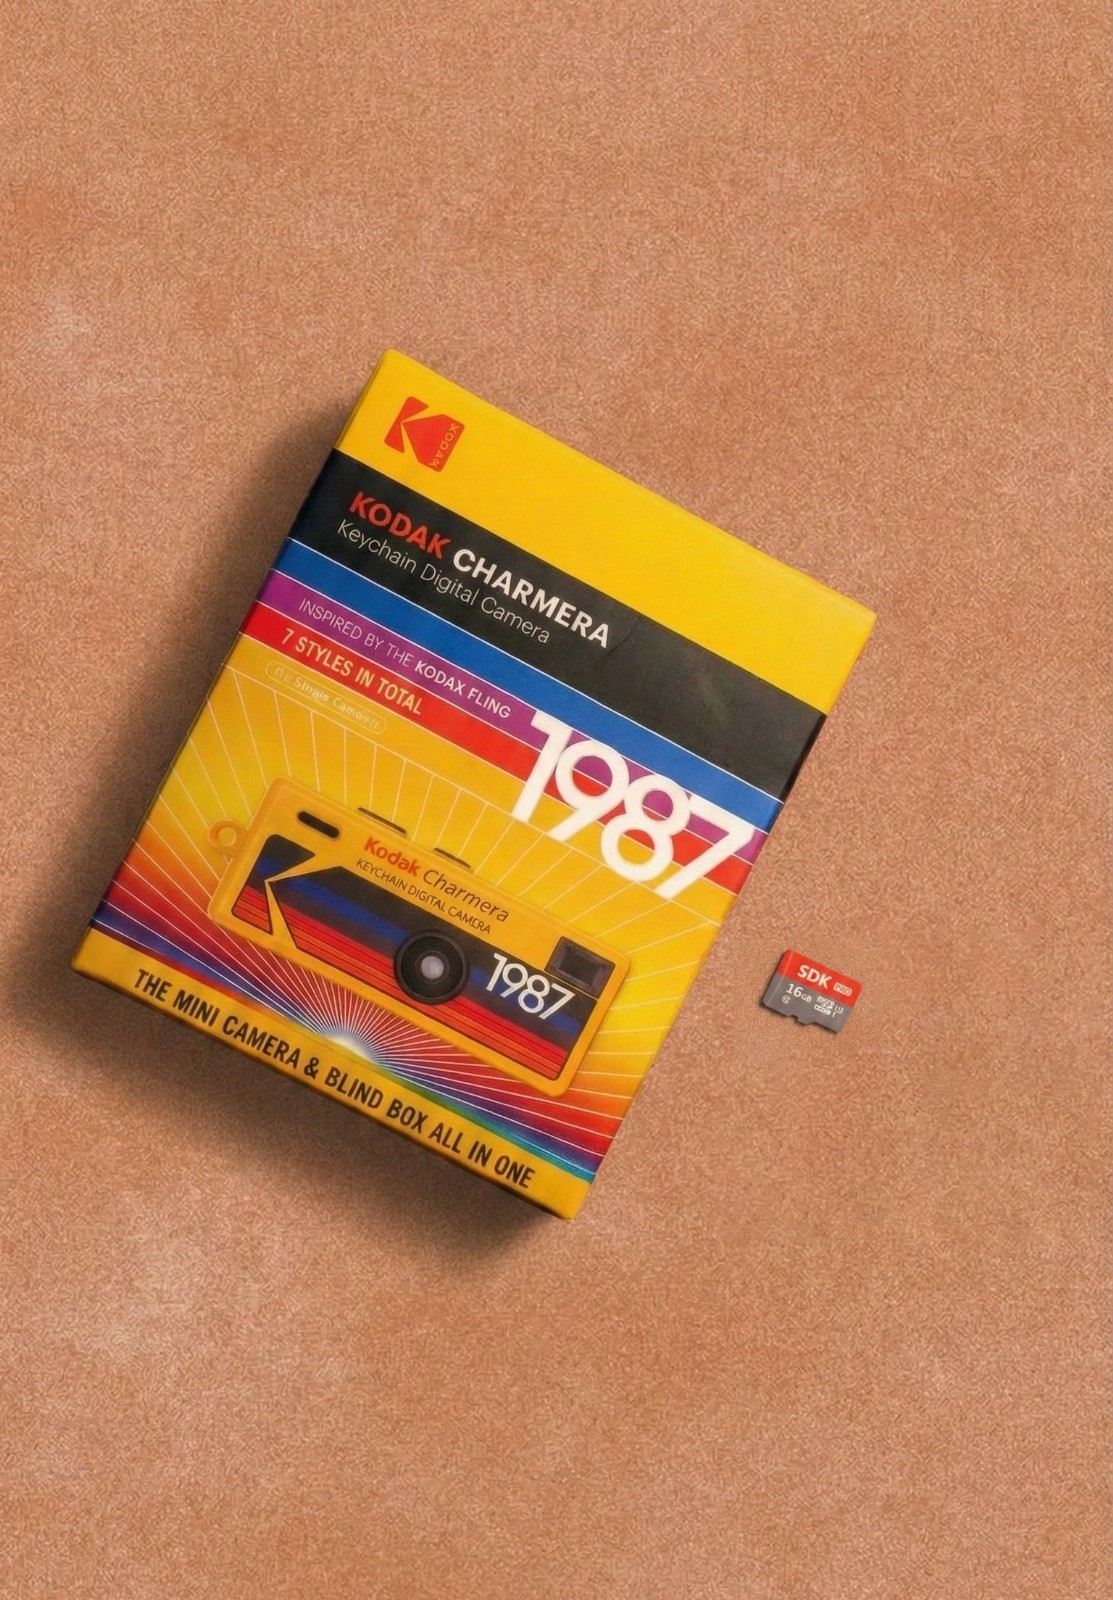 KODAK
KODAK CHARMERA
Keychain Digital Camera
INSPIRED BY THE KODAX FLING
7 STYLES IN TOTAL
1987
Kodak Charmera
KEYCHAIN DIGITAL CAMERA
1987
THE MINI CAMERA & BLIND BOX ALL IN ONE
SDK PRO
16GB